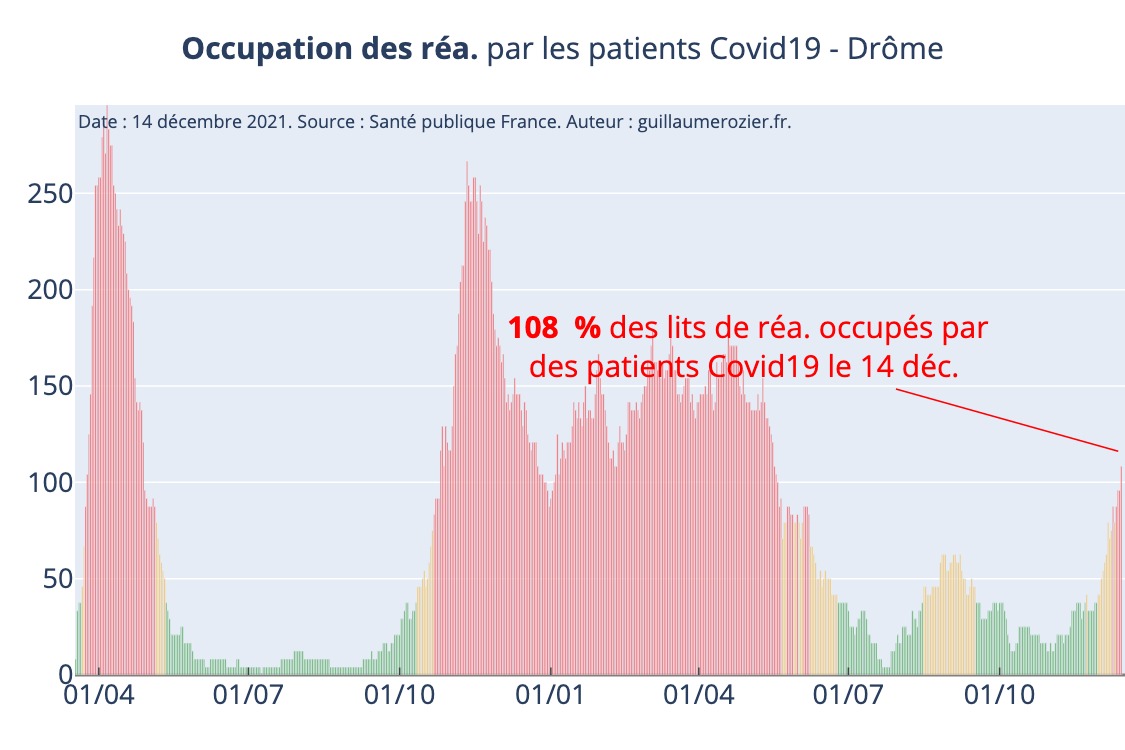 Occupation des réa. par les patients Covid19 - Drôme
Date : 14 décembre 2021. Source : Santé publique France. Auteur : guillaumerozier.fr.
250
200
108 % des lits de réa. occupés par
des patients Covid19 le 14 déc.
150
100
50
0
01/04 01/07 01/10 01/01 01/04 01/07 01/10